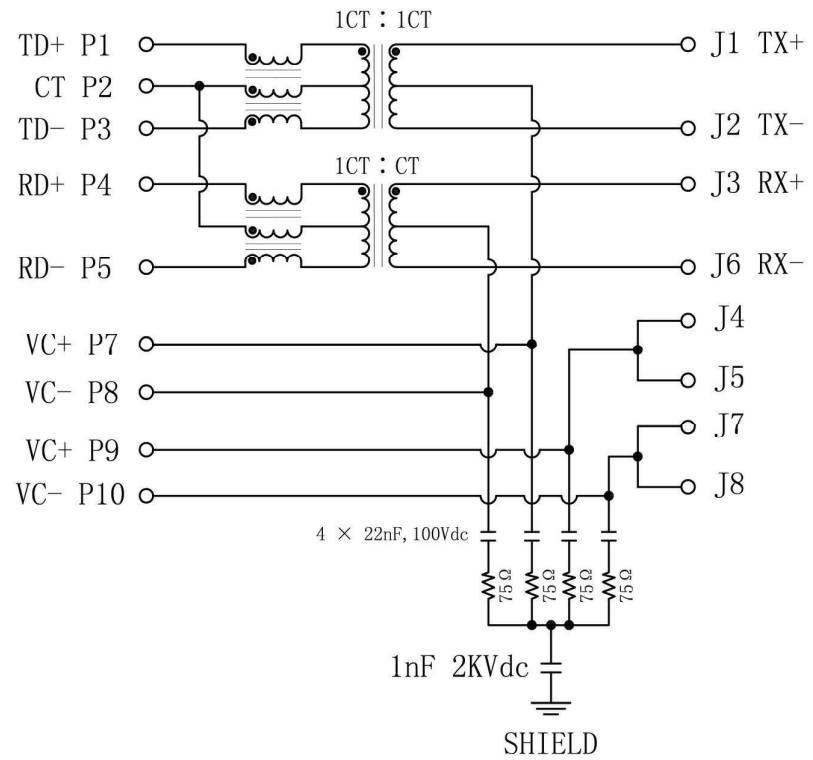 1CT : 1CT
TD+ P1
J1 TX+
CT P2
TD- P3
J2 TX-
1CT : CT
RD+ P4
J3 RX+
RD- P5
J6 RX-
J4
VC+ P7
J5
VC- P8
J7
VC+ P9
J8
VC- P10
4 × 22nF, 100Vdc
75Ω
75Ω
75Ω
75Ω
1nF 2KVdc
SHIELD